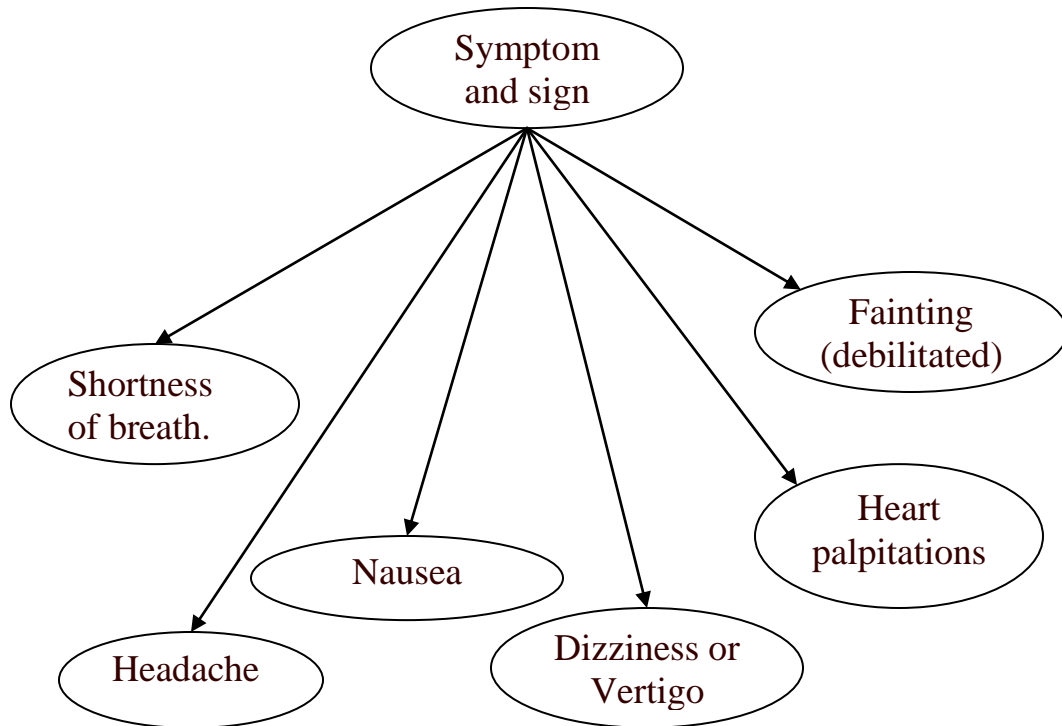 Symptom
and sign
Fainting
(debilitated)
Shortness
of breath.
Heart
palpitations
Nausea
Dizziness or
Vertigo
Headache